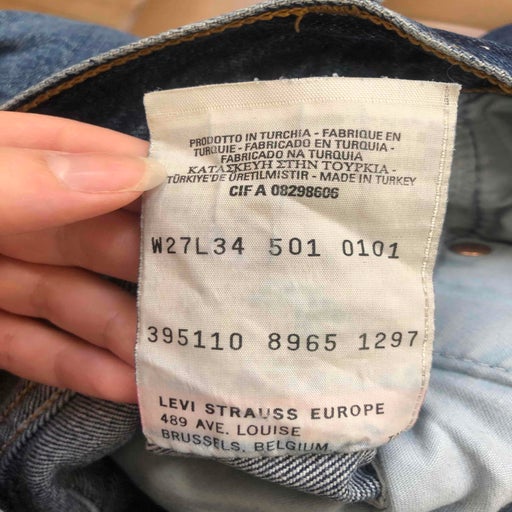 PRODOTTO IN TURCHIA - FABRIQUE EN
TURQUIE - FABRICADO EN TURQUIA -
FABRICADO NA TURQUIA
ΚΑΤΑΣΚΕΥΗ ΣΤΗΝ ΤΟΥΡΚΙΑ -
TÜRKIYE'DE ÜRETILMISTIR - MADE IN TURKEY
CIF A 08298606
W27L34 501 0101
395110 8965 1297
LEVI STRAUSS EUROPE
489 AVE. LOUISE
BRUSSELS, BELGIUM